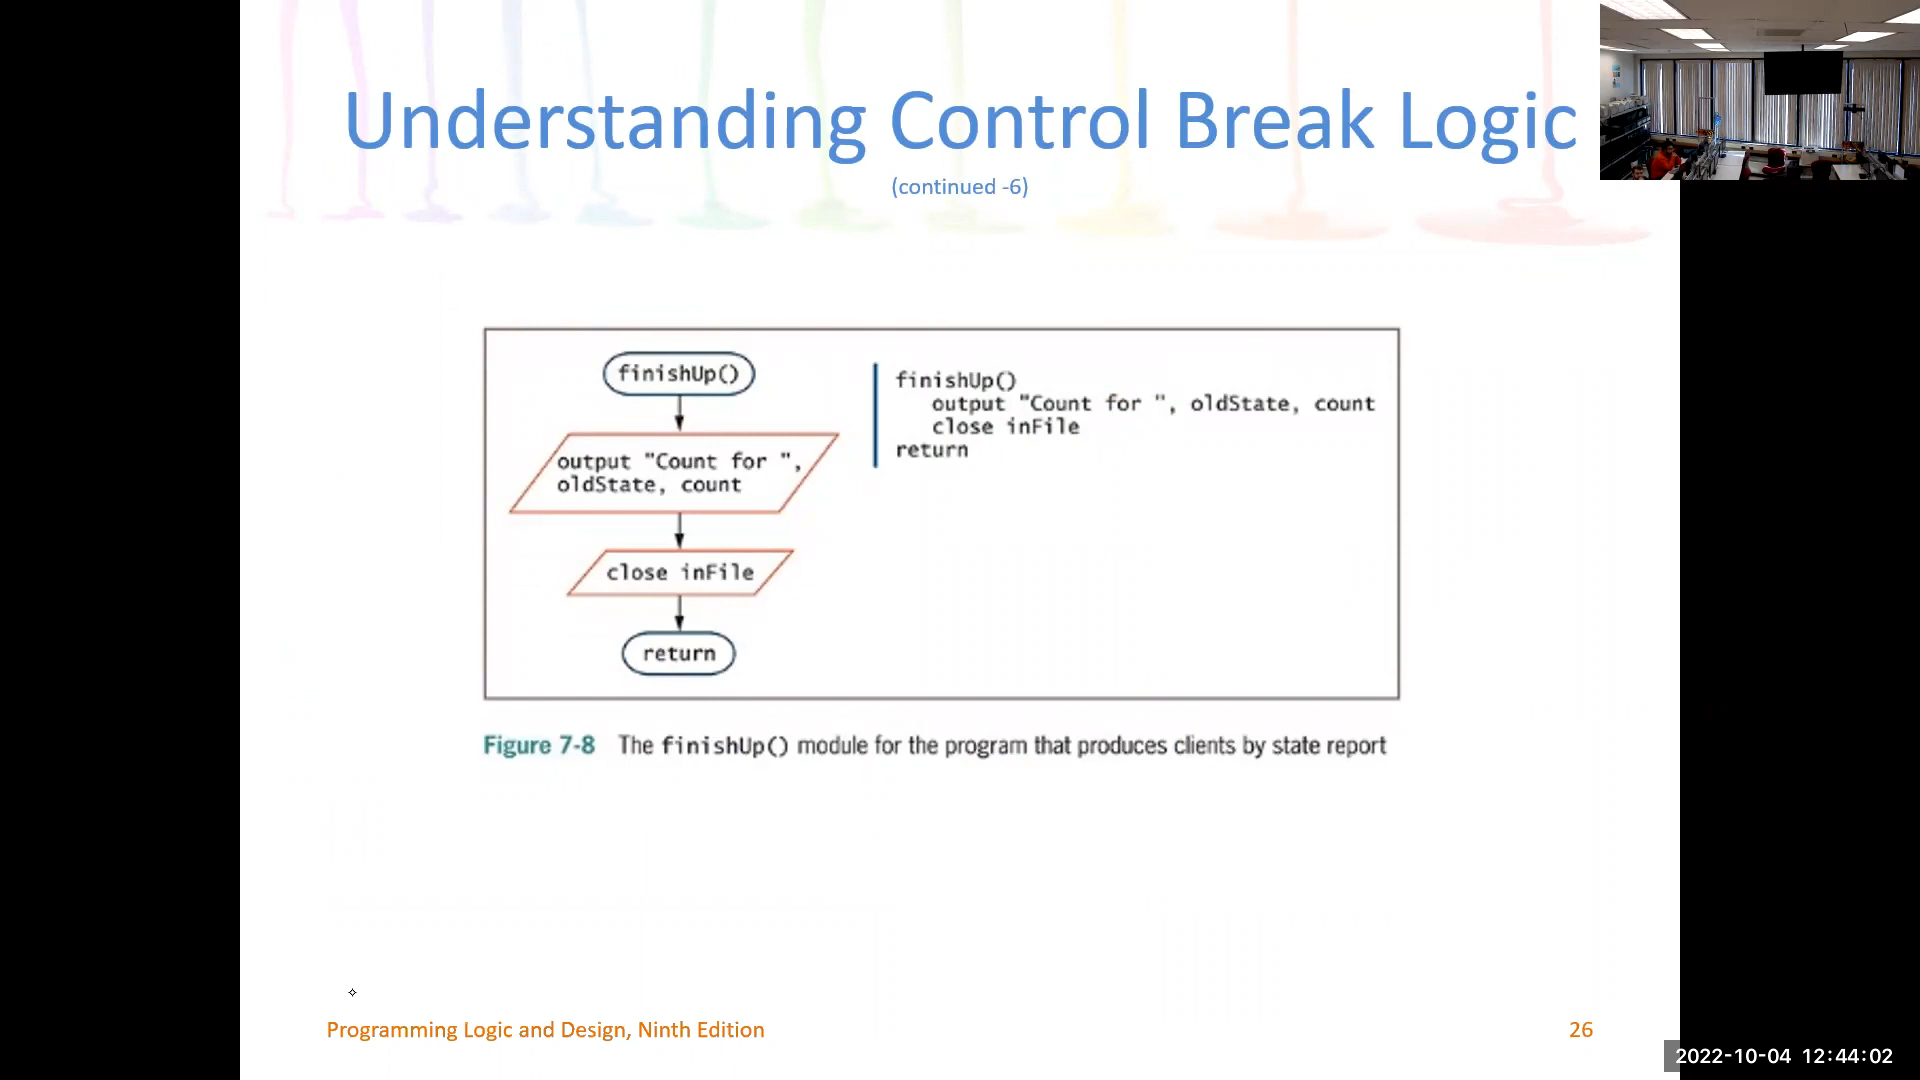 Understanding Control Break Logic
(continued -6)
finishUp()
output "Count for ",
oldState, count
close inFile
return
finishUp()
output "Count for ", oldState, count
close inFile
return
Figure 7-8 The finishUp() module for the program that produces clients by state report
Programming Logic and Design, Ninth Edition
26
2022-10-04 12:44:02